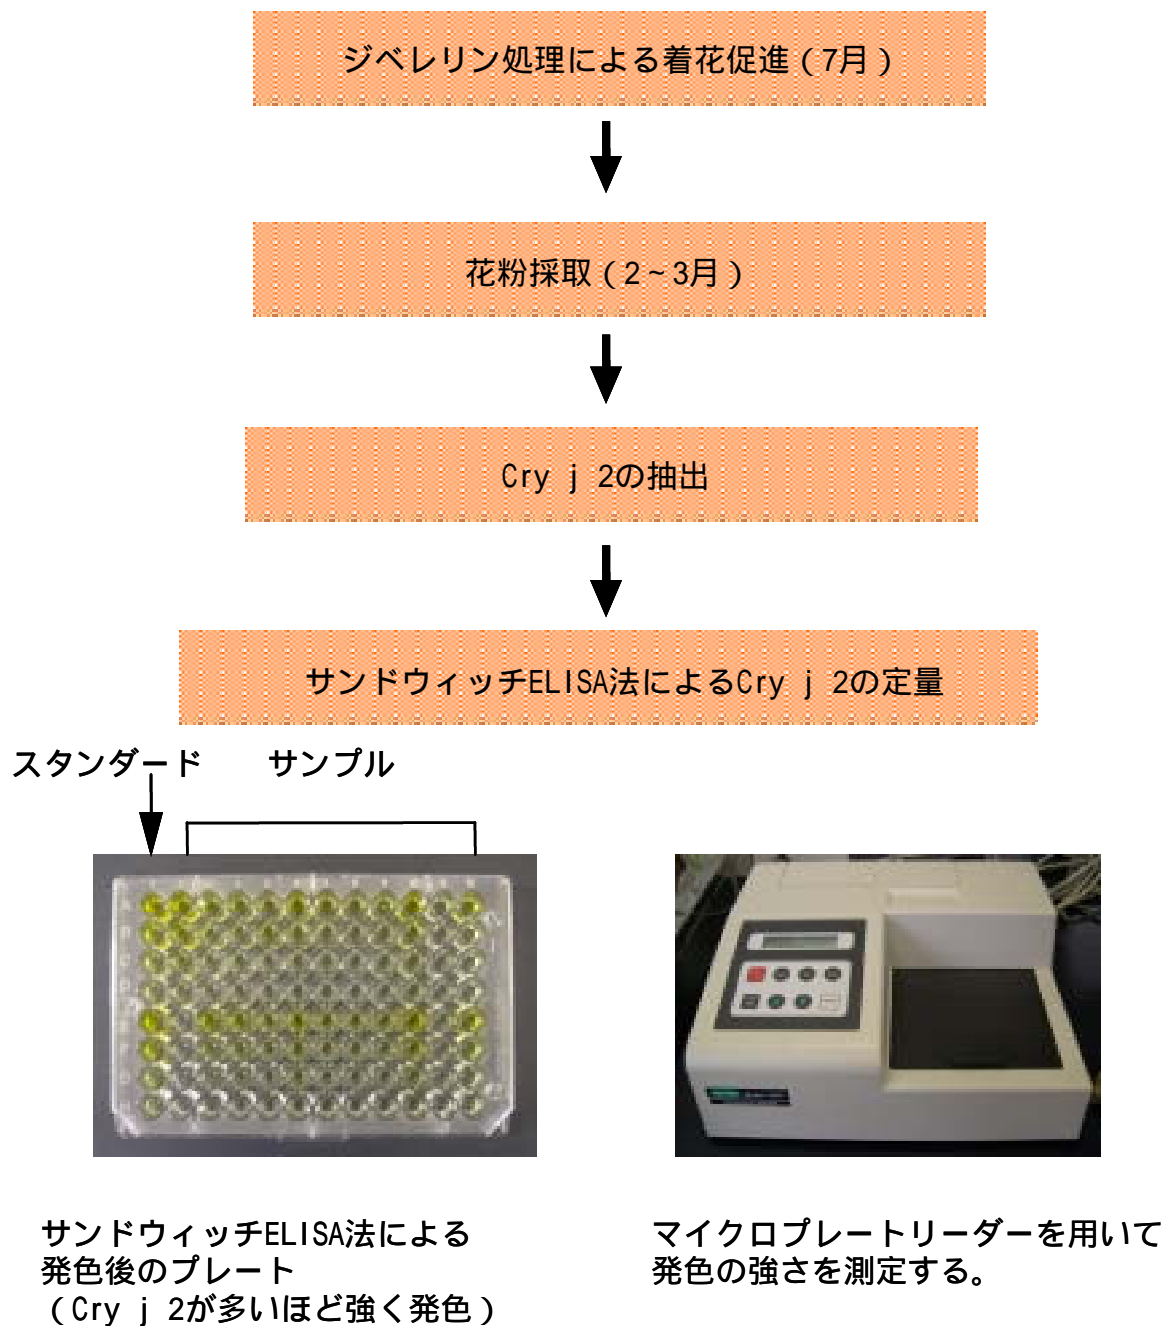 ジベレリン処理による着花促進（7月）
花粉採取（2～3月）
Cry j 2の抽出
サンドウィッチELISA法によるCry j 2の定量
スタンダード　サンプル
サンドウィッチELISA法による
発色後のプレート
（Cry j 2が多いほど強く発色）
マイクロプレートリーダーを用いて
発色の強さを測定する。